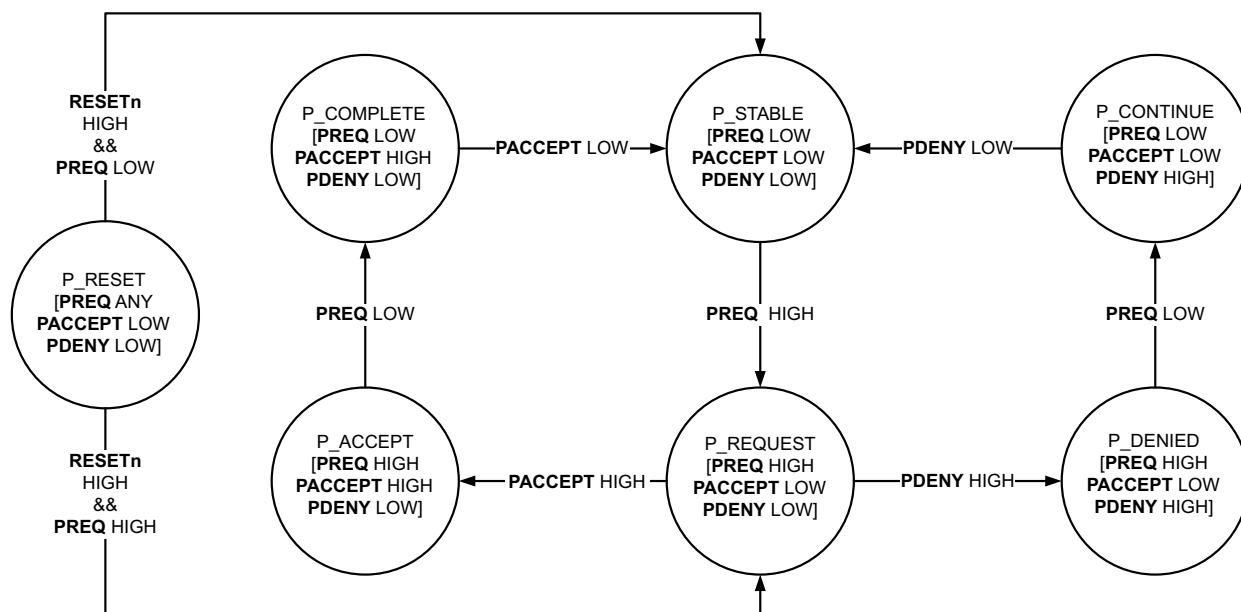 RESETn
HIGH
&&
PREQ LOW
P_RESET
[PREQ ANY
PACCEPT LOW
PDENY LOW]
RESETn
HIGH
&&
PREQ HIGH
P_COMPLETE
[PREQ LOW
PACCEPT HIGH
PDENY LOW]
PACCEPT LOW
P_STABLE
[PREQ LOW
PACCEPT LOW
PDENY LOW]
PDENY LOW
P_CONTINUE
[PREQ LOW
PACCEPT LOW
PDENY HIGH]
PREQ LOW
PREQ HIGH
PREQ LOW
P_ACCEPT
[PREQ HIGH
PACCEPT HIGH
PDENY LOW]
PACCEPT HIGH
P_REQUEST
[PREQ HIGH
PACCEPT LOW
PDENY LOW]
PDENY HIGH
P_DENIED
[PREQ HIGH
PACCEPT LOW
PDENY HIGH]